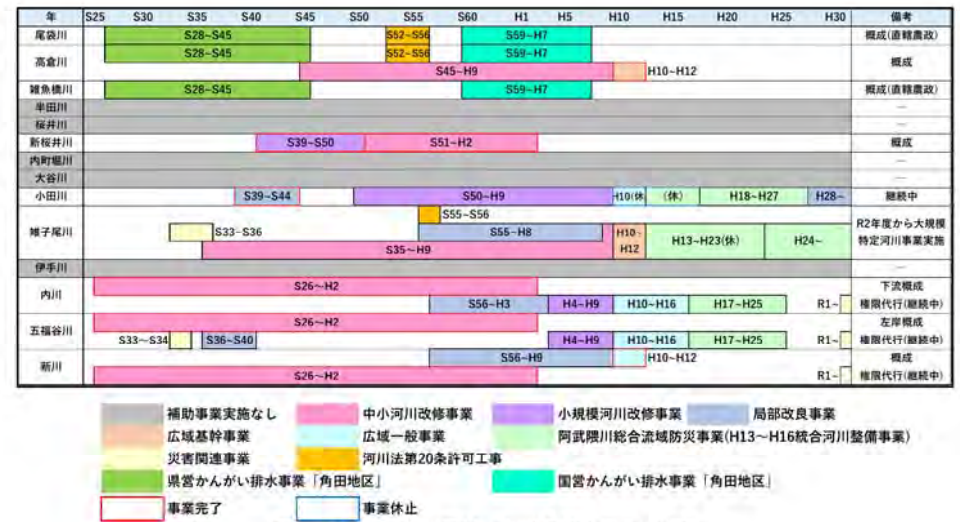 年 S25 S30 S35 S40 S45 S50 S55 S60 H1 H5 H10 H15 H20 H25 H30 備考
尾袋川 S28~S45 S52~S56 S59~H7 概成(直轄農政)
高倉川 S28~S45 S52~S56 S59~H7 概成
S45~H9 H10~H12
雑魚橋川 S28~S45 S59~H7 概成(直轄農政)
半田川 ―
桜井川 ―
新桜井川 S39~S50 S51~H2 概成
内町堀川 ―
大谷川 ―
小田川 S39~S44 S50~H9 H10(休 (休) H18~H27 H28~ 継続中
雉子尾川 S55~S56 R2年度から大規模
S33~S36 S55~H8 H10~ H13~H23(休) H24~ 特定河川事業実施
S35~H9 H12
伊手川 ―
内川 S26~H2 下流概成
S56~H3 H4~H9 H10~H16 H17~H25 R1~ 権限代行(継続中)
五福谷川 S26~H2 左岸概成
S33~S34 S36~S40 H4~H9 H10~H16 H17~H25 R1~ 権限代行(継続中)
新川 S56~H9 H10~H12 概成
S26~H2 R1~ 権限代行(継続中)
補助事業実施なし 中小河川改修事業 小規模河川改修事業 局部改良事業
広域基幹事業 広域一般事業 阿武隈川総合流域防災事業(H13~H16統合河川整備事業)
災害関連事業 河川法第20条許可工事
県営かんがい排水事業「角田地区」 国営かんがい排水事業「角田地区」
事業完了 事業休止